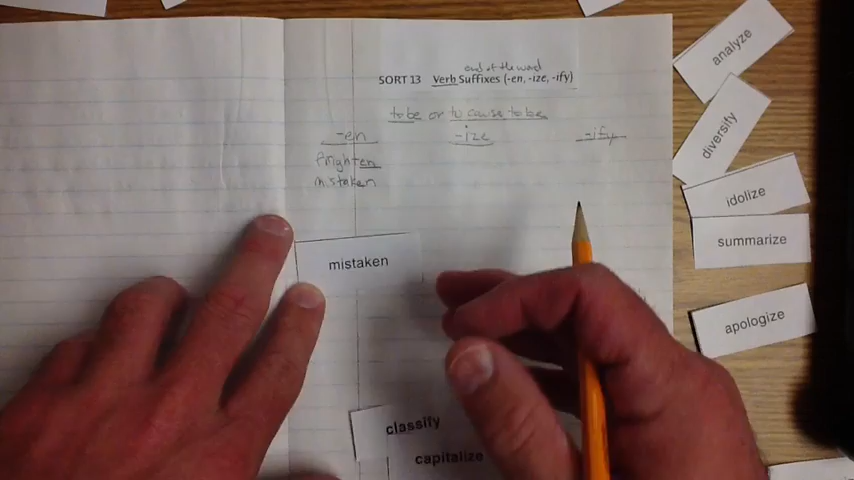 end of the word
SORT 13 Verb Suffixes (-en, -ize, -ify)
to be or to cause to be
-en -ize -ify
frighten
mistaken
mistaken
classify
capitalize
analyze
diversify
idolize
summarize
apologize